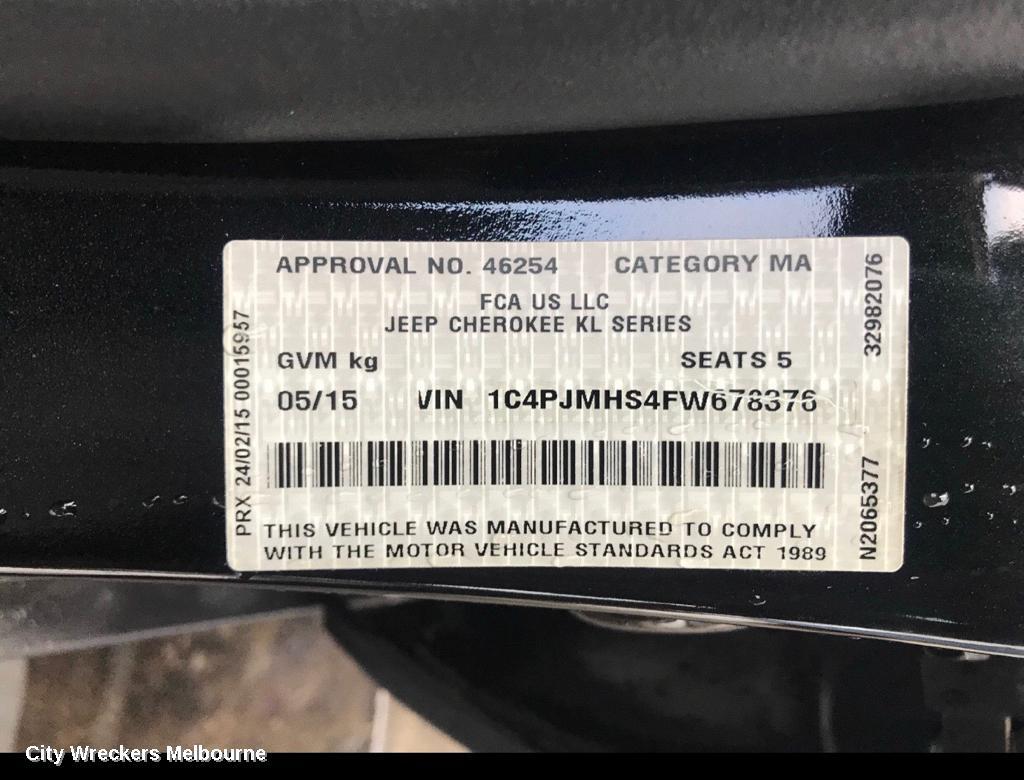 APPROVAL NO. 46254 CATEGORY MA
FCA US LLC
JEEP CHEROKEE KL SERIES
GVM kg SEATS 5
05/15 VIN 1C4PJMHS4FW678376
THIS VEHICLE WAS MANUFACTURED TO COMPLY
WITH THE MOTOR VEHICLE STANDARDS ACT 1989
PRX 24/02/15 00015957
32982076
N2065377
City Wreckers Melbourne